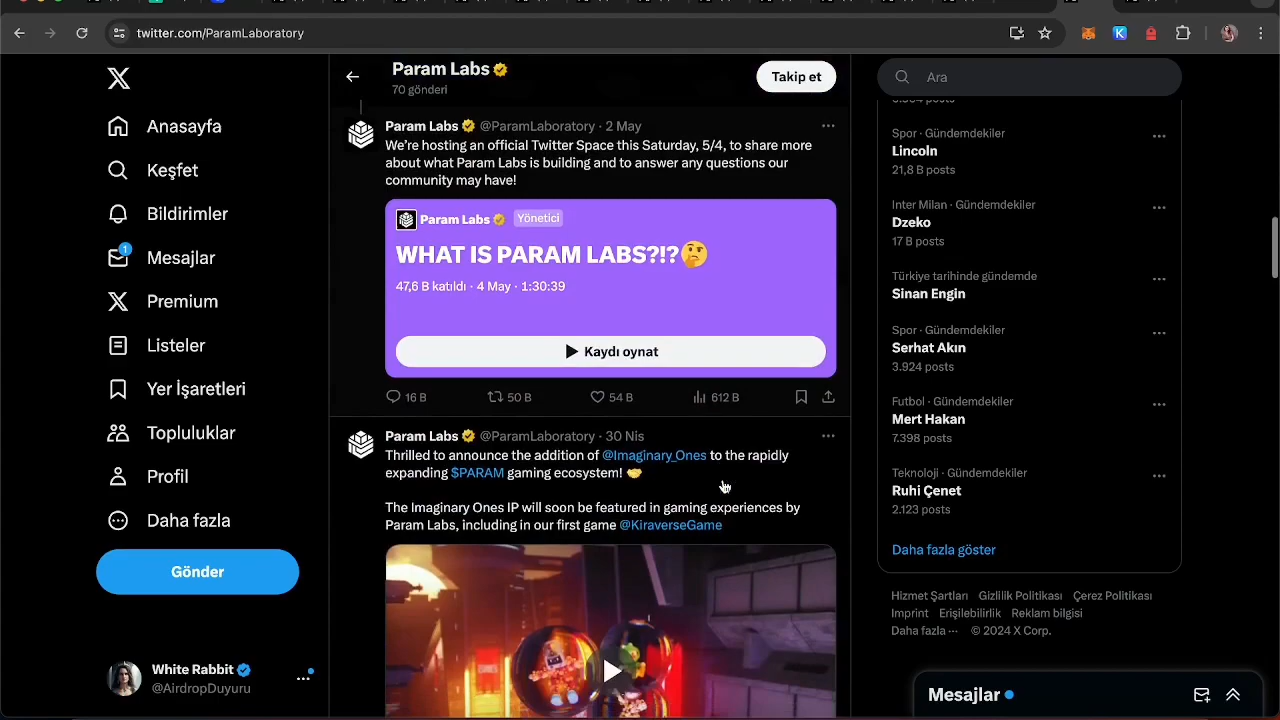 twitter.com/ParamLaboratory
Anasayfa
Keşfet
Bildirimler
1
Mesajlar
Premium
Listeler
Yer İşaretleri
Topluluklar
Profil
Daha fazla
Gönder
White Rabbit
@AirdropDuyuru
Param Labs
70 gönderi
Takip et
Param Labs @ParamLaboratory · 2 May
We're hosting an official Twitter Space this Saturday, 5/4, to share more
about what Param Labs is building and to answer any questions our
community may have!
Param Labs Yönetici
WHAT IS PARAM LABS?!?🤔
47,6 B katıldı · 4 May · 1:30:39
Kaydı oynat
16 B 50 B 54 B 612 B
Param Labs @ParamLaboratory · 30 Nis
Thrilled to announce the addition of @Imaginary_Ones to the rapidly
expanding $PARAM gaming ecosystem! 🤝
The Imaginary Ones IP will soon be featured in gaming experiences by
Param Labs, including in our first game @KiraverseGame
Ara
Spor · Gündemdekiler
Lincoln
21,8 B posts
Inter Milan · Gündemdekiler
Dzeko
17 B posts
Türkiye tarihinde gündemde
Sinan Engin
Spor · Gündemdekiler
Serhat Akın
3.924 posts
Futbol · Gündemdekiler
Mert Hakan
7.398 posts
Teknoloji · Gündemdekiler
Ruhi Çenet
2.123 posts
Daha fazla göster
Hizmet Şartları Gizlilik Politikası Çerez Politikası
Imprint Erişilebilirlik Reklam bilgisi
Daha fazla ··· © 2024 X Corp.
Mesajlar